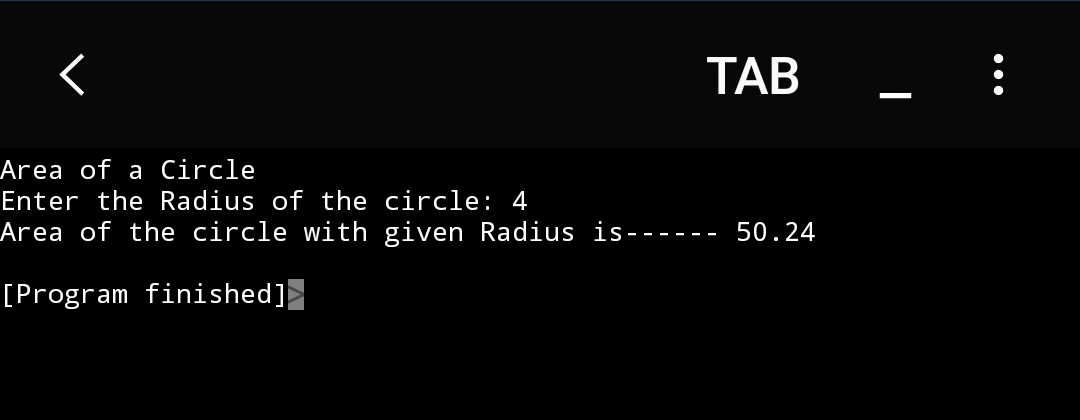 TAB _
Area of a Circle
Enter the Radius of the circle: 4
Area of the circle with given Radius is------ 50.24
[Program finished]>